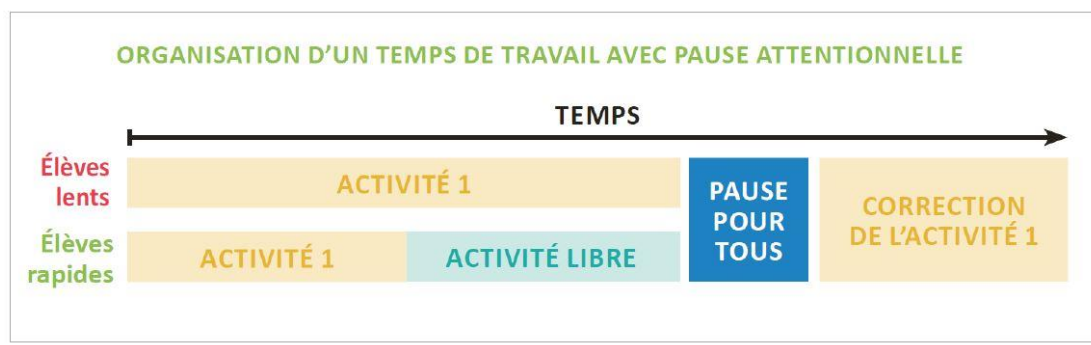 ORGANISATION D'UN TEMPS DE TRAVAIL AVEC PAUSE ATTENTIONNELLE
TEMPS
Élèves
lents
ACTIVITÉ 1
Élèves
rapides
ACTIVITÉ 1
ACTIVITÉ LIBRE
PAUSE
POUR
TOUS
CORRECTION
DE L'ACTIVITÉ 1